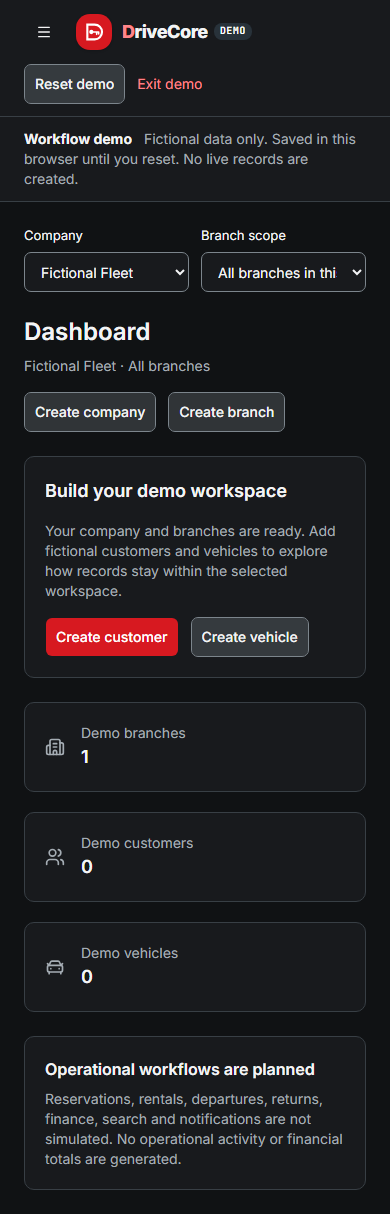 DriveCore DEMO
Reset demo Exit demo
Workflow demo Fictional data only. Saved in this
browser until you reset. No live records are
created.
Company Branch scope
Fictional Fleet All branches in thi
Dashboard
Fictional Fleet · All branches
Create company Create branch
Build your demo workspace
Your company and branches are ready. Add
fictional customers and vehicles to explore
how records stay within the selected
workspace.
Create customer Create vehicle
Demo branches
1
Demo customers
0
Demo vehicles
0
Operational workflows are planned
Reservations, rentals, departures, returns,
finance, search and notifications are not
simulated. No operational activity or financial
totals are generated.